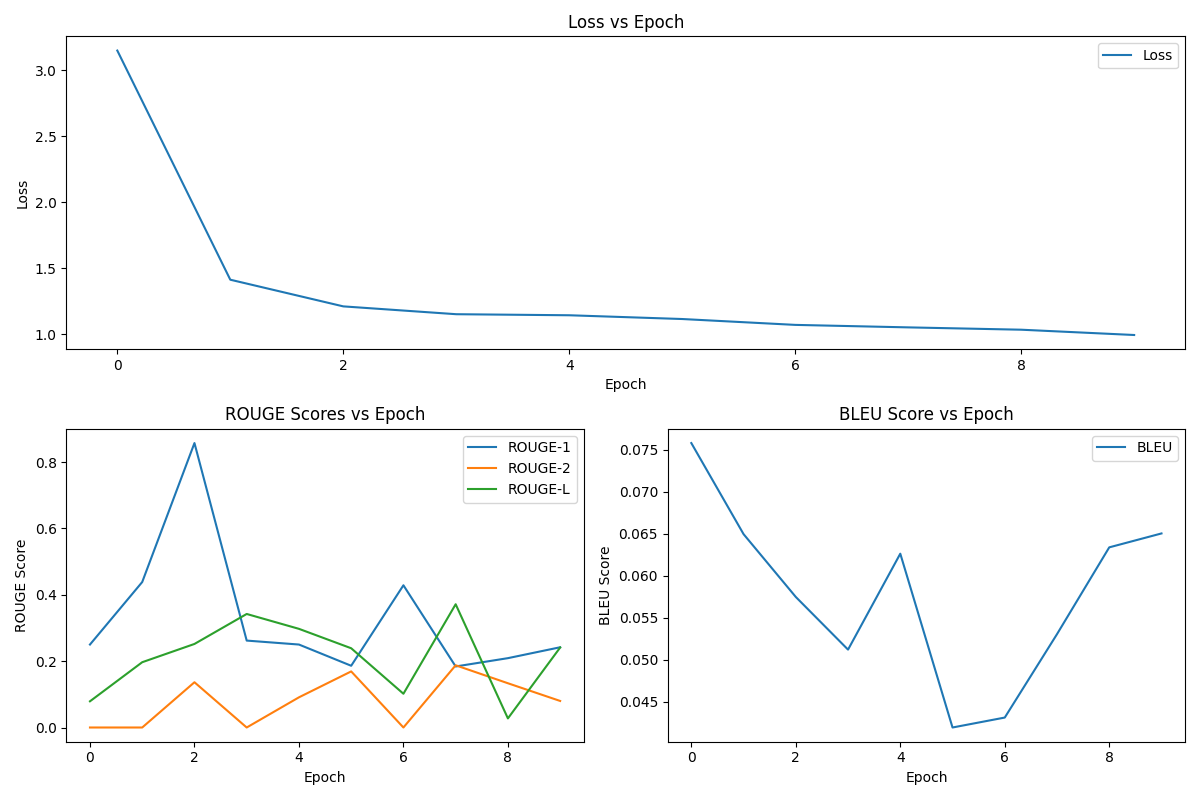 Loss vs Epoch
Loss
3.0
2.5
2.0
1.5
1.0
Loss
0 2 4 6 8
Epoch
ROUGE Scores vs Epoch
ROUGE-1
ROUGE-2
ROUGE-L
0.8
0.6
0.4
0.2
0.0
ROUGE Score
0 2 4 6 8
Epoch
BLEU Score vs Epoch
BLEU
0.075
0.070
0.065
0.060
0.055
0.050
0.045
BLEU Score
0 2 4 6 8
Epoch